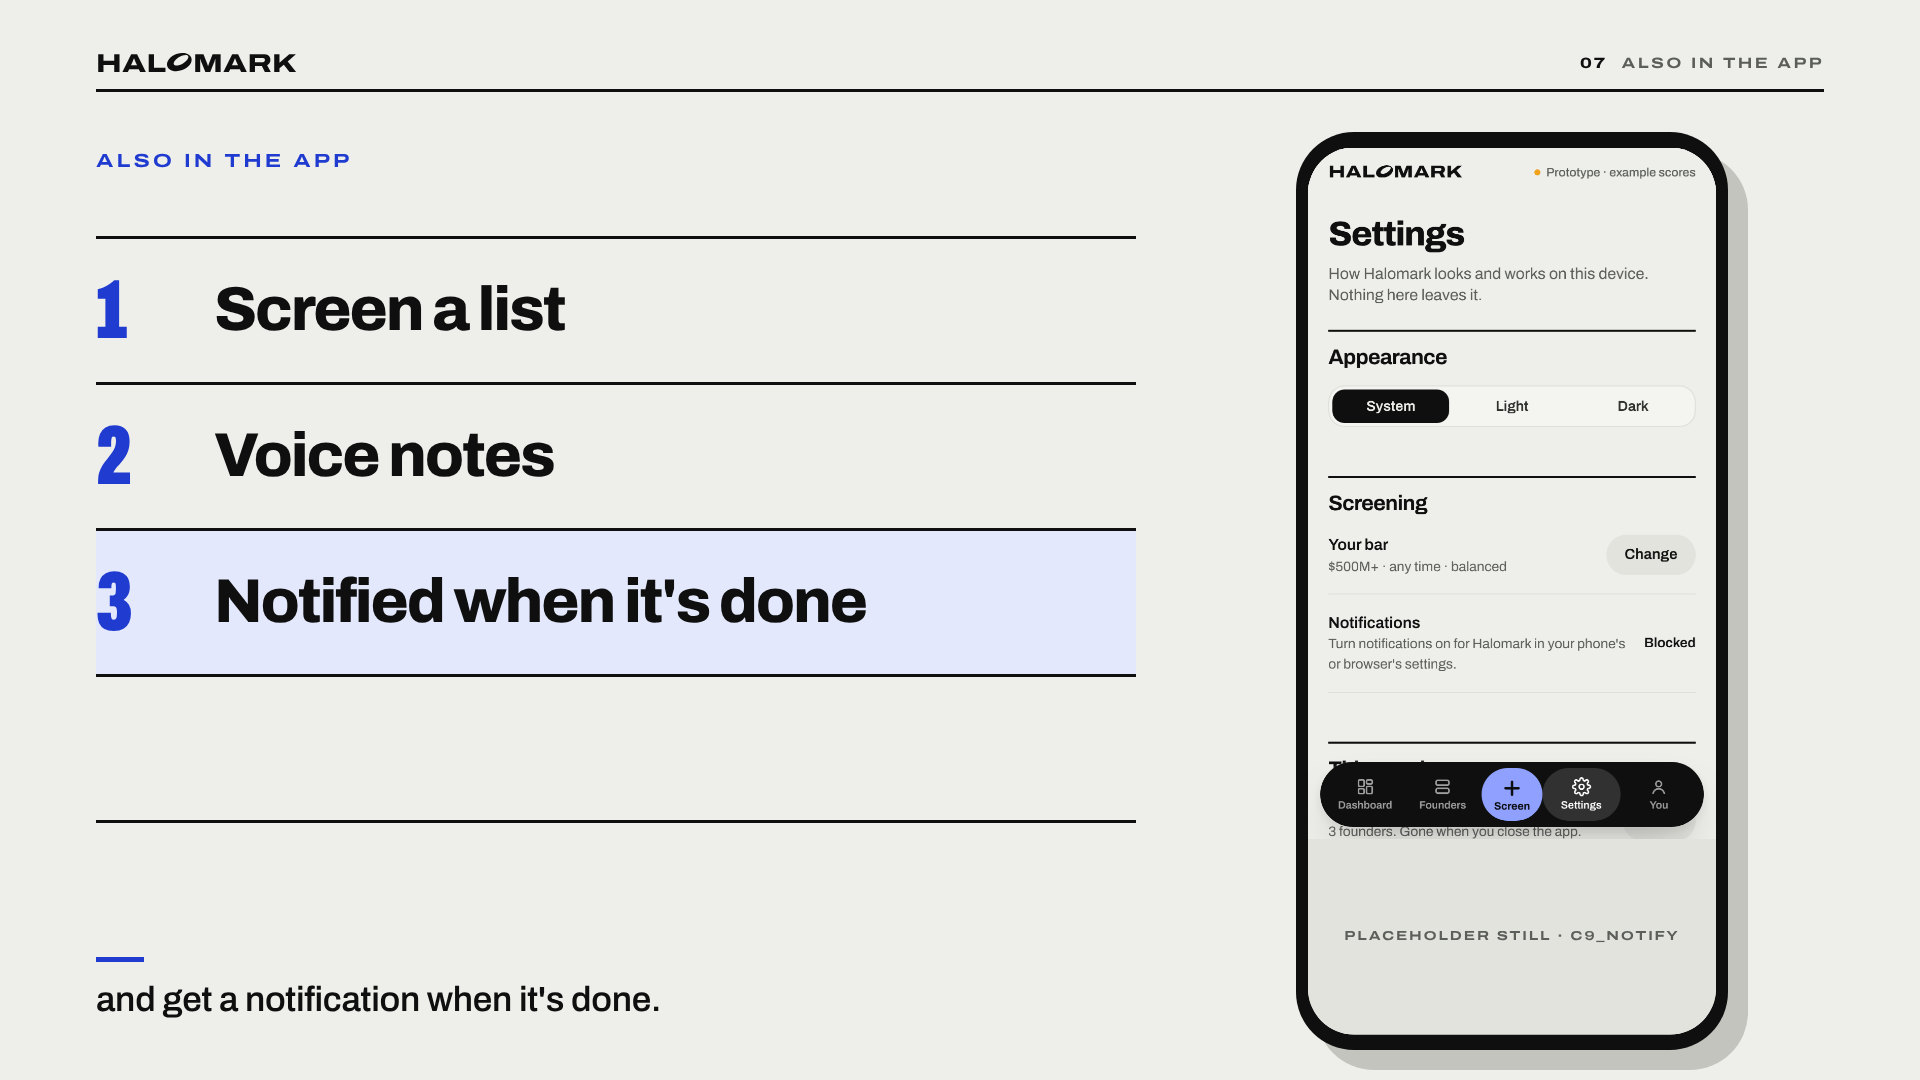 HALOMARK
07 ALSO IN THE APP
ALSO IN THE APP
1 Screen a list
2 Voice notes
3 Notified when it's done
and get a notification when it's done.
HALOMARK
Prototype · example scores
Settings
How Halomark looks and works on this device.
Nothing here leaves it.
Appearance
System Light Dark
Screening
Your bar
$500M+ · any time · balanced
Change
Notifications
Turn notifications on for Halomark in your phone's
or browser's settings.
Blocked
Dashboard Founders Screen Settings You
3 founders. Gone when you close the app.
PLACEHOLDER STILL · C9_NOTIFY